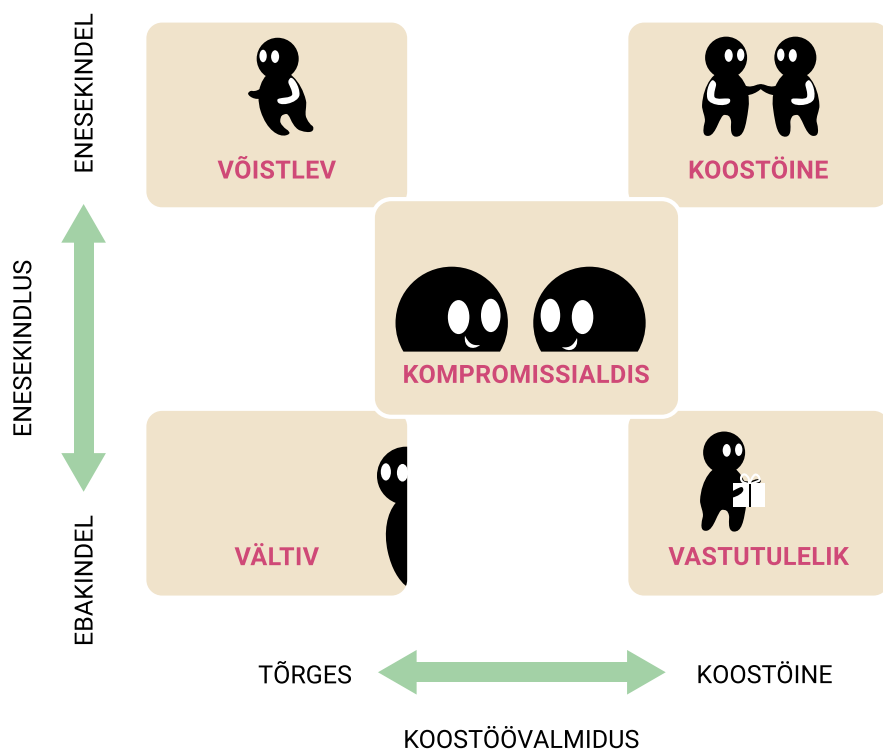 ENESEKINDEL
VÕISTLEV
KOOSTÖINE
ENESEKINDLUS
KOMPROMISSIALDIS
VÄLTIV
VASTUTULELIK
EBAKINDEL
TÕRGES
KOOSTÖINE
KOOSTÖÖVALMIDUS